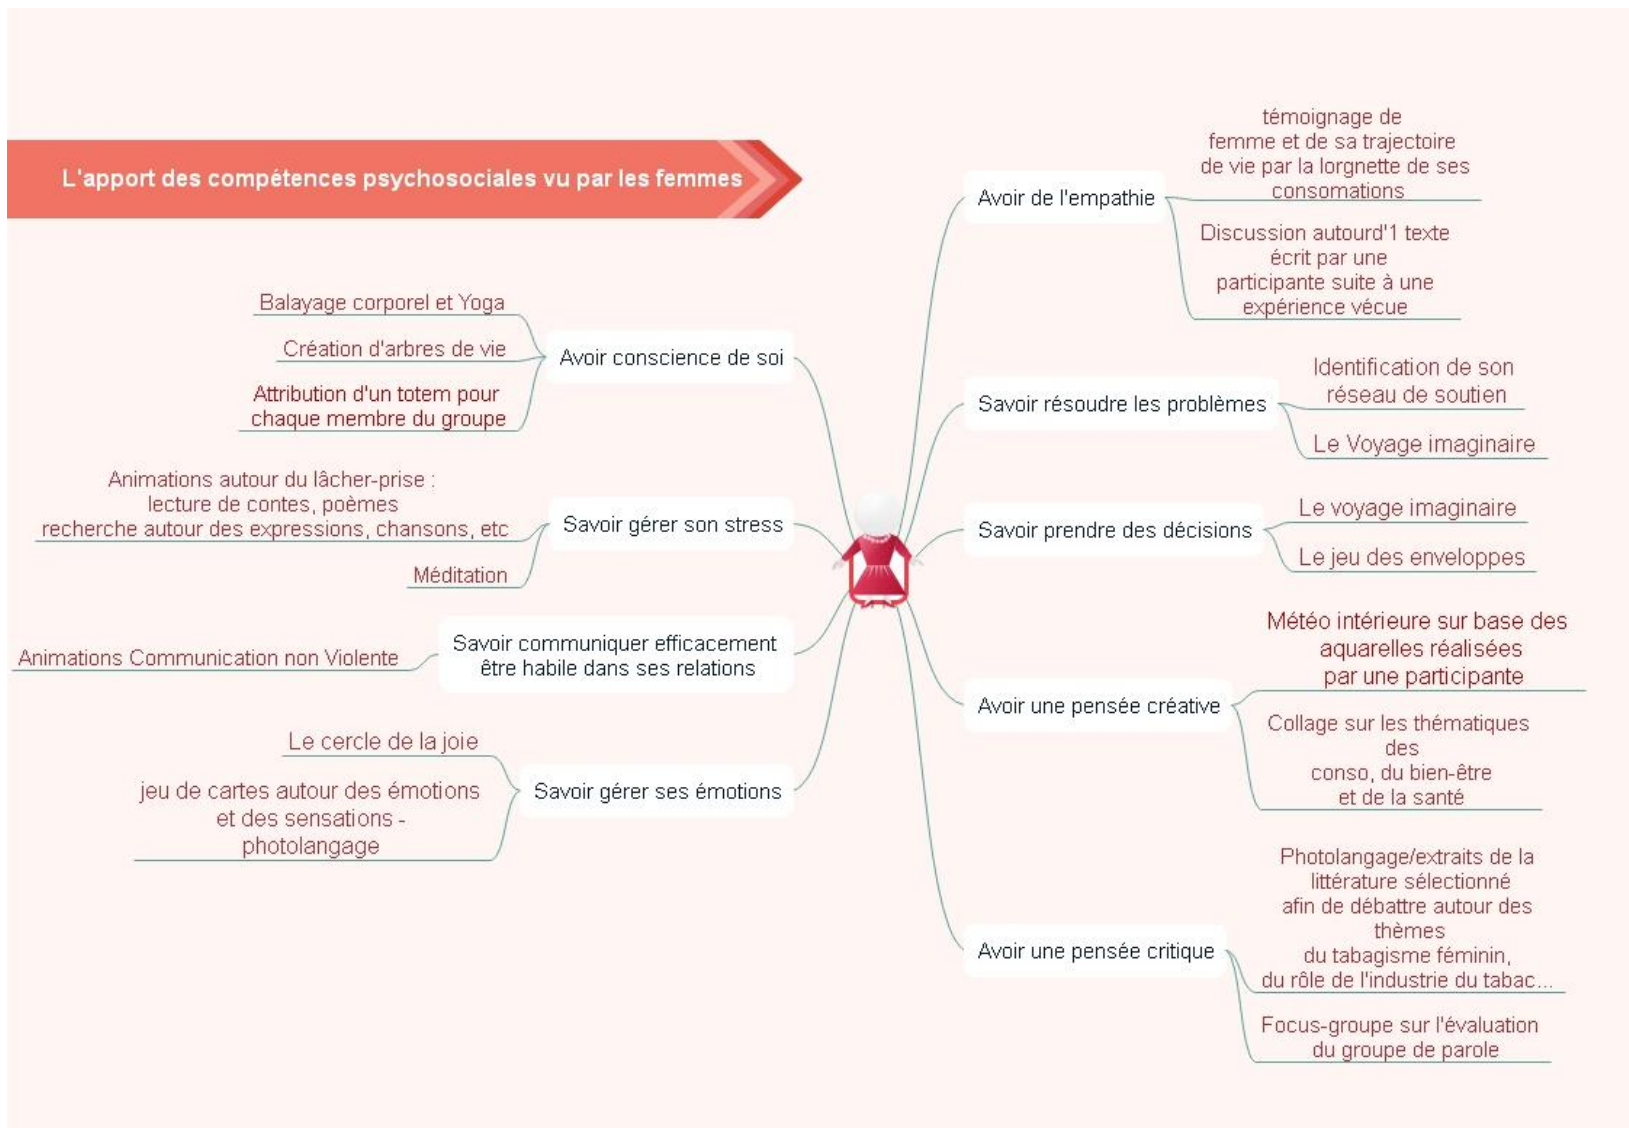 L'apport des compétences psychosociales vu par les femmes
Balayage corporel et Yoga
Création d'arbres de vie
Attribution d'un totem pour
chaque membre du groupe
Avoir conscience de soi
Animations autour du lâcher-prise :
lecture de contes, poèmes
recherche autour des expressions, chansons, etc
Méditation
Savoir gérer son stress
Animations Communication non Violente
Savoir communiquer efficacement
être habile dans ses relations
Le cercle de la joie
jeu de cartes autour des émotions
et des sensations -
photolangage
Savoir gérer ses émotions
Avoir de l'empathie
témoignage de
femme et de sa trajectoire
de vie par la lorgnette de ses
consomations
Discussion autourd'1 texte
écrit par une
participante suite à une
expérience vécue
Savoir résoudre les problèmes
Identification de son
réseau de soutien
Le Voyage imaginaire
Savoir prendre des décisions
Le voyage imaginaire
Le jeu des enveloppes
Avoir une pensée créative
Météo intérieure sur base des
aquarelles réalisées
par une participante
Collage sur les thématiques
des
conso, du bien-être
et de la santé
Avoir une pensée critique
Photolangage/extraits de la
littérature sélectionné
afin de débattre autour des
thèmes
du tabagisme féminin,
du rôle de l'industrie du tabac...
Focus-groupe sur l'évaluation
du groupe de parole